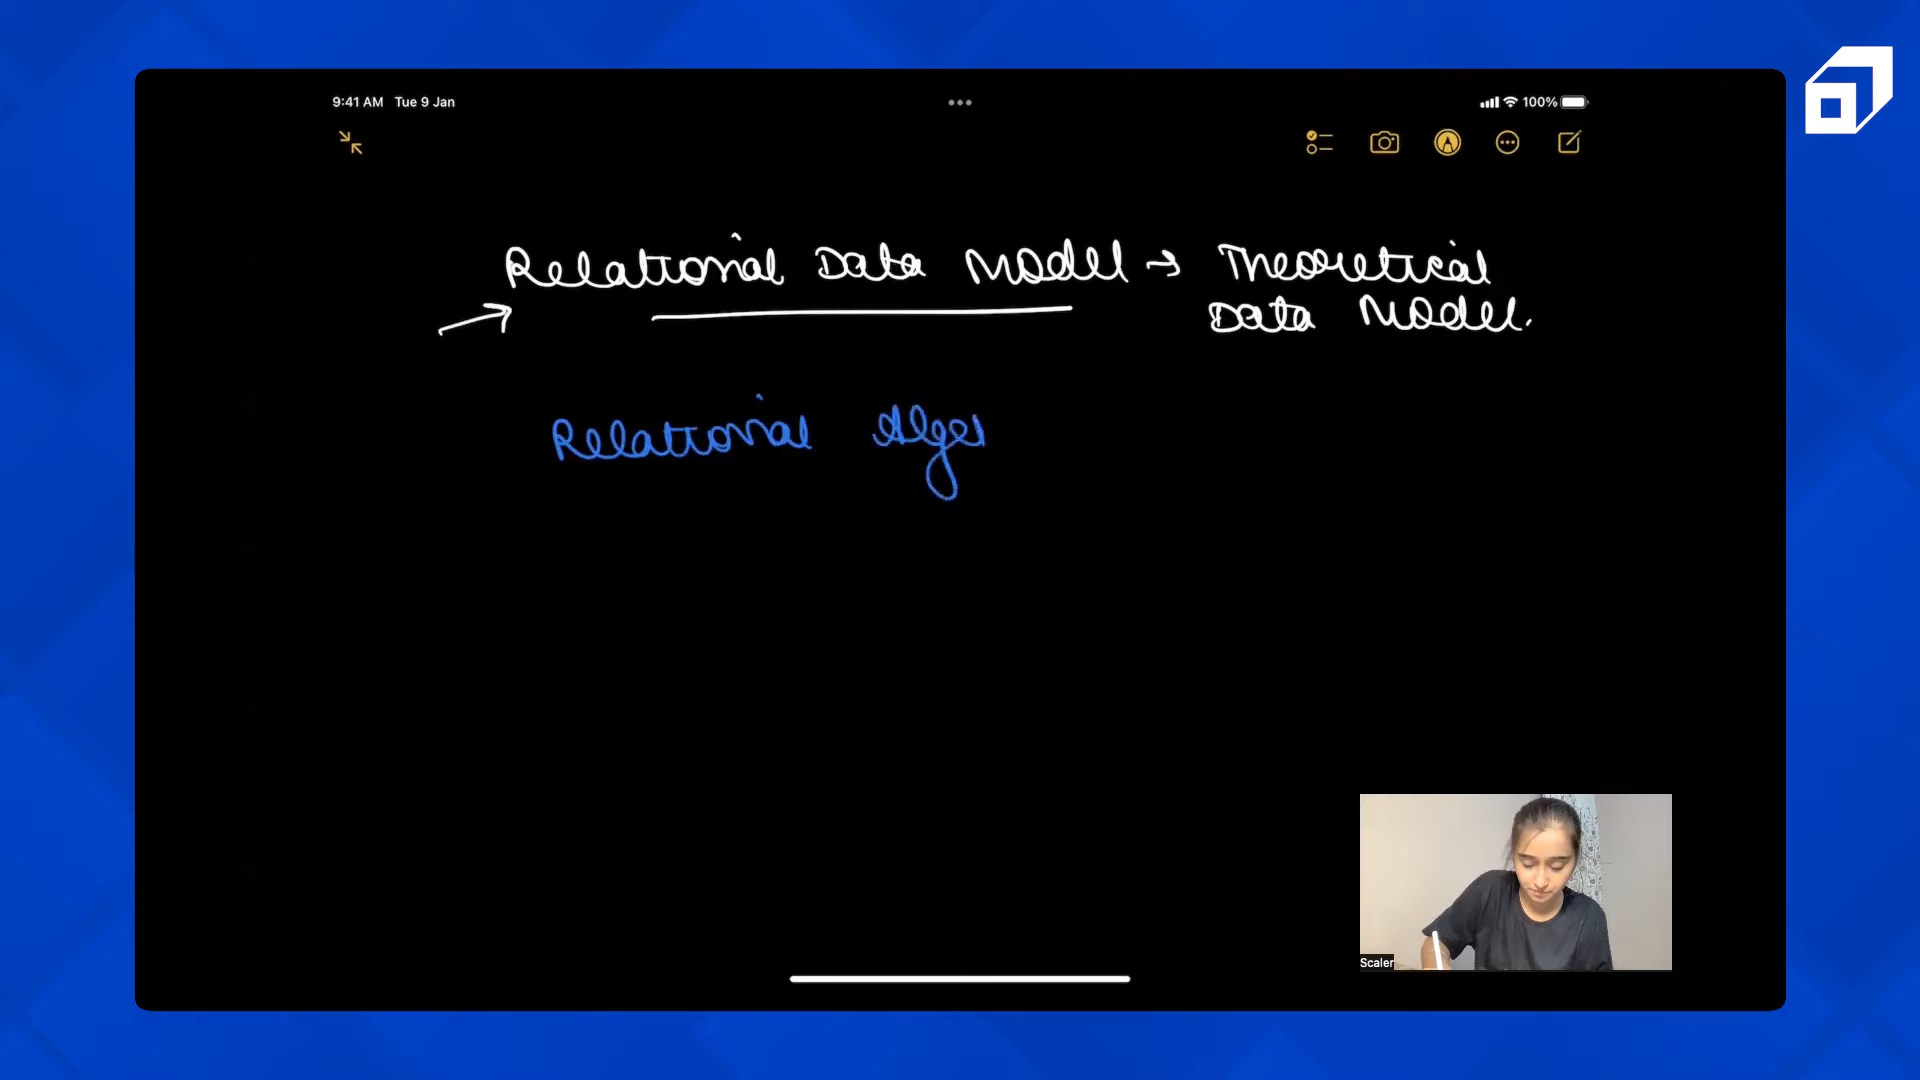 9:41 AM Tue 9 Jan
100%
Relational Data Model → Theoretical
Data Model.
Relational Alge
Scaler